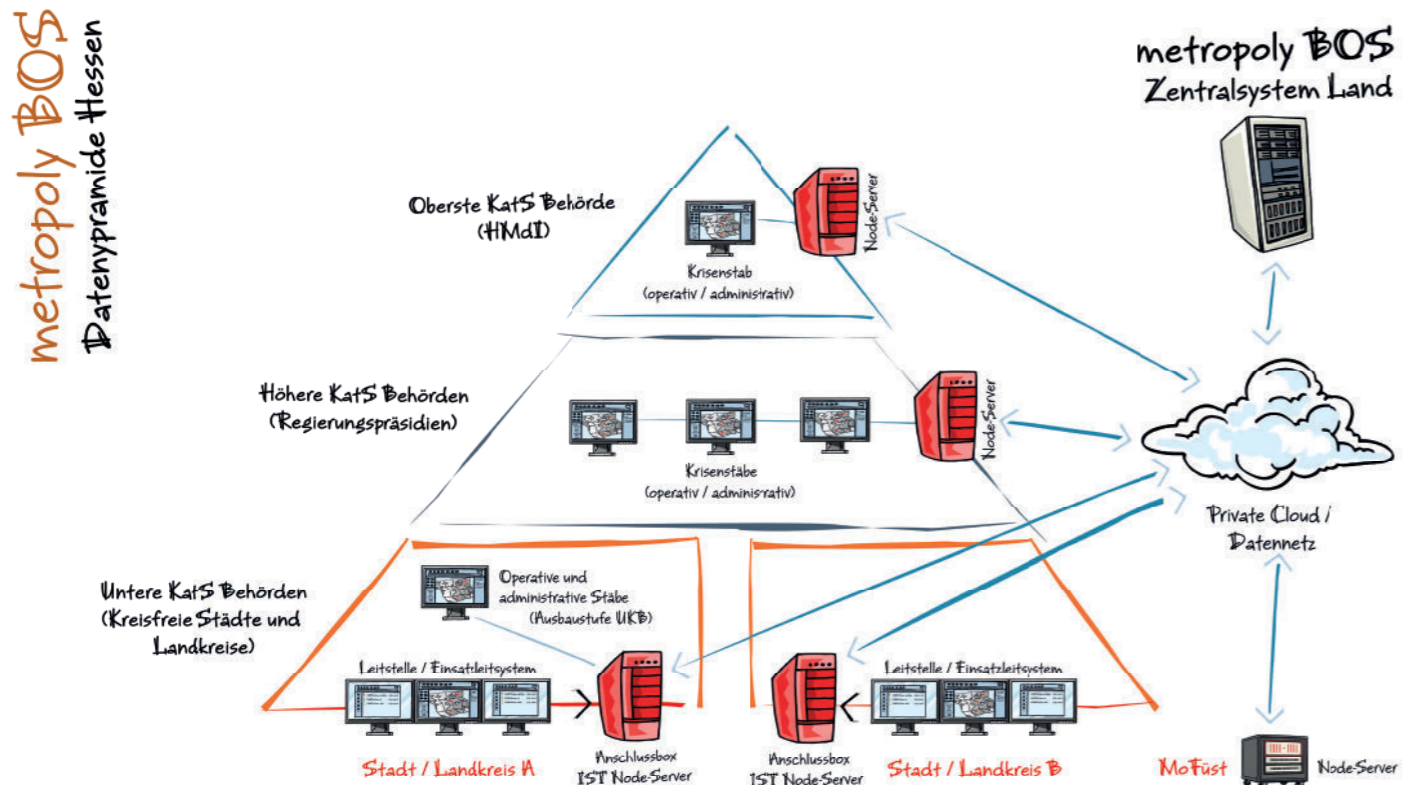 metropoly BOS
Datenypramide Hessen
metropoly BOS
Zentralsystem Land
Oberste KatS Behörde
(HMdI)
Node-Server
Krisenstab
(operativ / administrativ)
Höhere KatS Behörden
(Regierungspräsidien)
Node-Server
Krisenstäbe
(operativ / adminis-rativ)
Private Cloud /
Datennetz
Untere KatS Behörden
(Kreisfreie Städte und
Landkreise)
Operative und
administrative Stäbe
(Ausbaustufe UKB)
Leitstelle / Einsatzleitsystem
Leitstelle / Einsatzleitsystem
Anschlussbox
IST Node-Server
Anschlussbox
IST Node-Server
Stadt / Landkreis A
Stadt / Landkreis B
MoFüst
Node-Server